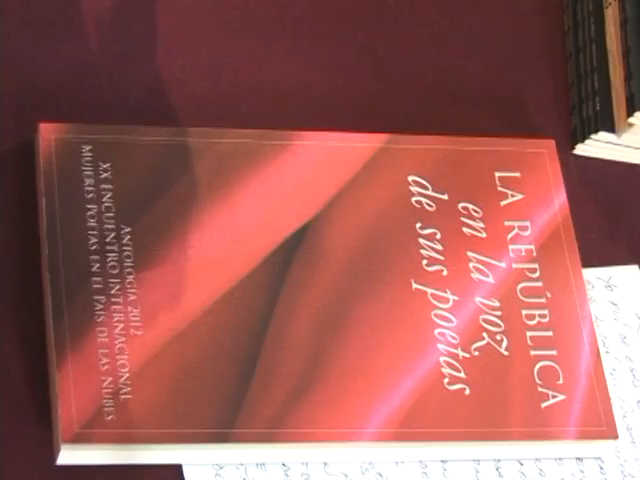 LA REPÚBLICA
en la voz
de sus poetas
ANTOLOGÍA 2012
XX ENCUENTRO INTERNACIONAL
MUJERES POETAS EN EL PAÍS DE LAS NUBES